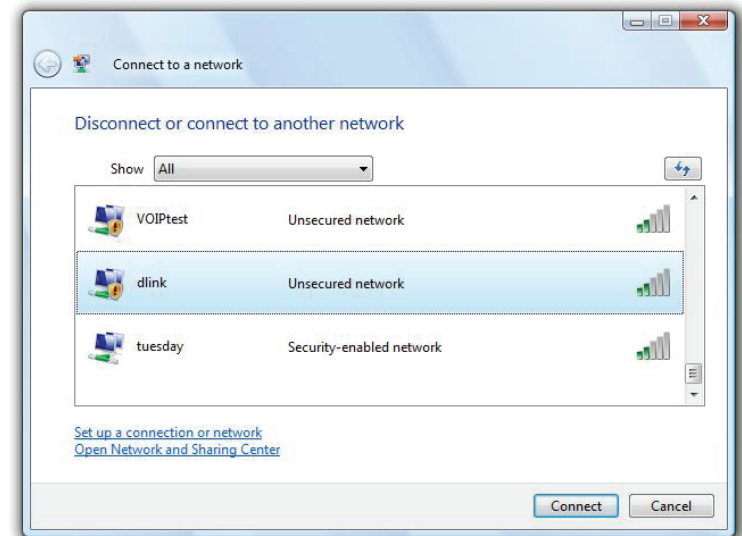 Connect to a network
Disconnect or connect to another network
Show All
VOIPtest Unsecured network
dlink Unsecured network
tuesday Security-enabled network
Set up a connection or network
Open Network and Sharing Center
Connect Cancel